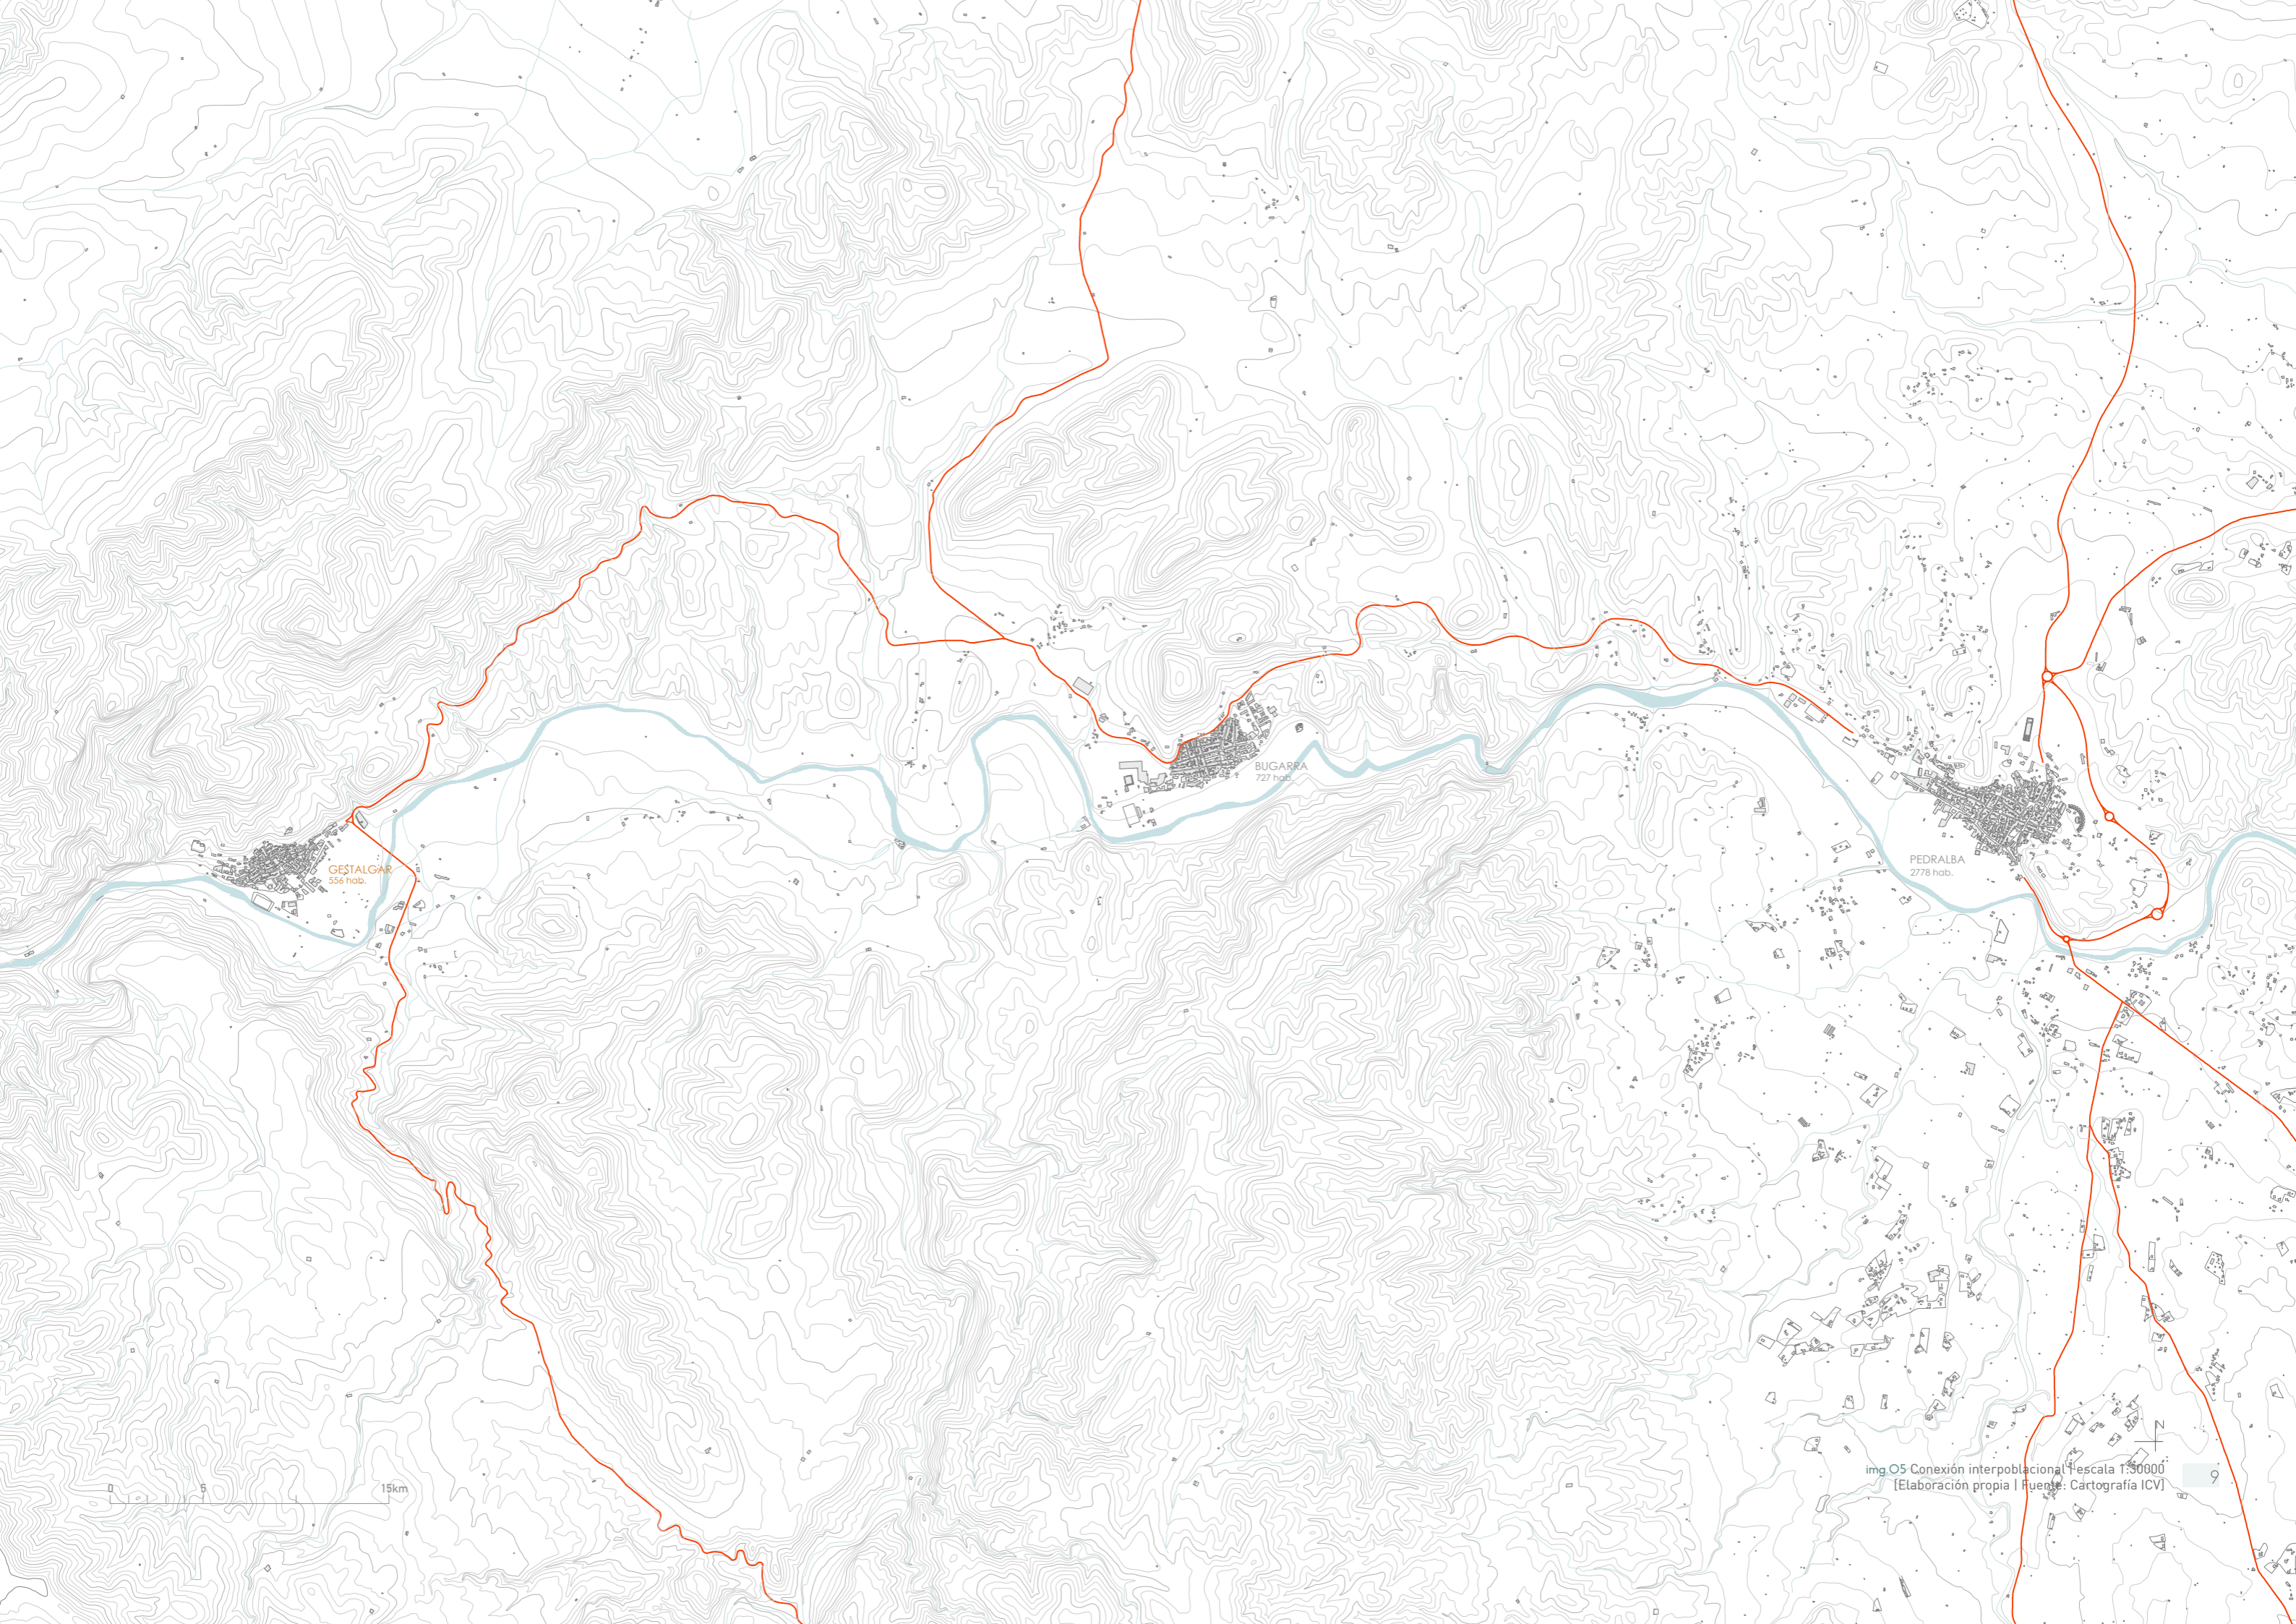 BUGARRA
727 hab.
GESTALGAR
556 hab.
PEDRALBA
2778 hab.
N
0 5 15km
img.05 Conexión interpoblacional | escala 1:30000
[Elaboración propia | Fuente: Cartografía ICV]
9